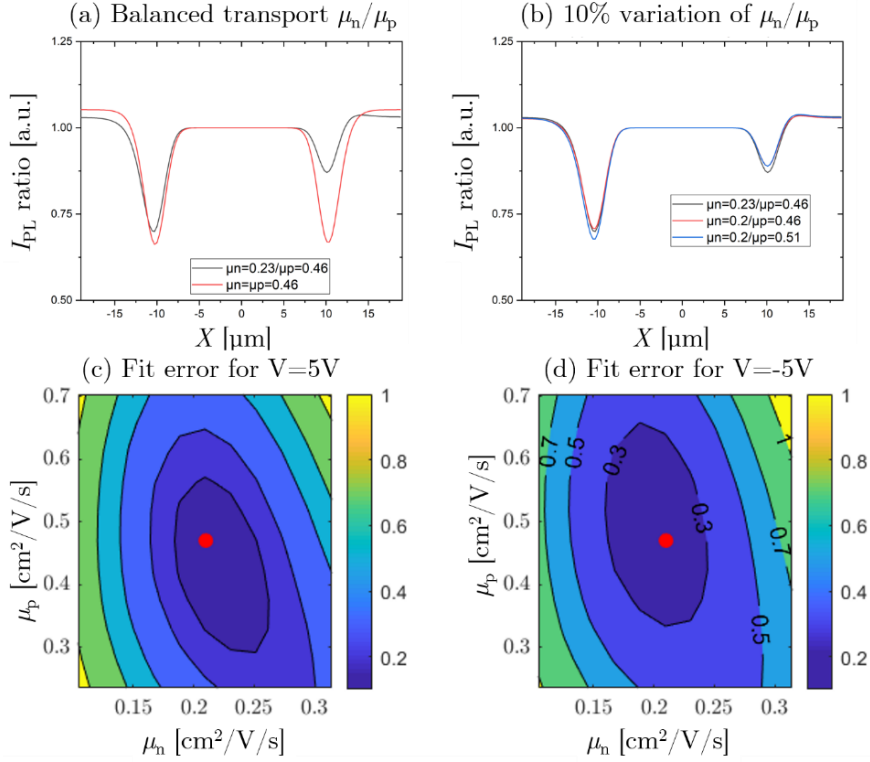 (a) Balanced transport μn/μp
(b) 10% variation of μn/μp
1.25
1.00
0.75
0.50
IPL ratio [a.u.]
μn=0.23/μp=0.46
μn=μp=0.46
-15 -10 -5 0 5 10 15
X [μm]
1.25
1.00
0.75
0.50
IPL ratio [a.u.]
μn=0.23/μp=0.46
μn=0.2/μp=0.46
μn=0.2/μp=0.51
-15 -10 -5 0 5 10 15
X [μm]
(c) Fit error for V=5V
0.7
0.6
0.5
0.4
0.3
μp [cm²/V/s]
0.15 0.2 0.25 0.3
μn [cm²/V/s]
1
0.8
0.6
0.4
0.2
(d) Fit error for V=-5V
0.7
0.6
0.5
0.4
0.3
μp [cm²/V/s]
0.7
0.5
0.3
0.3
0.5
0.7
1
0.15 0.2 0.25 0.3
μn [cm²/V/s]
1
0.8
0.6
0.4
0.2